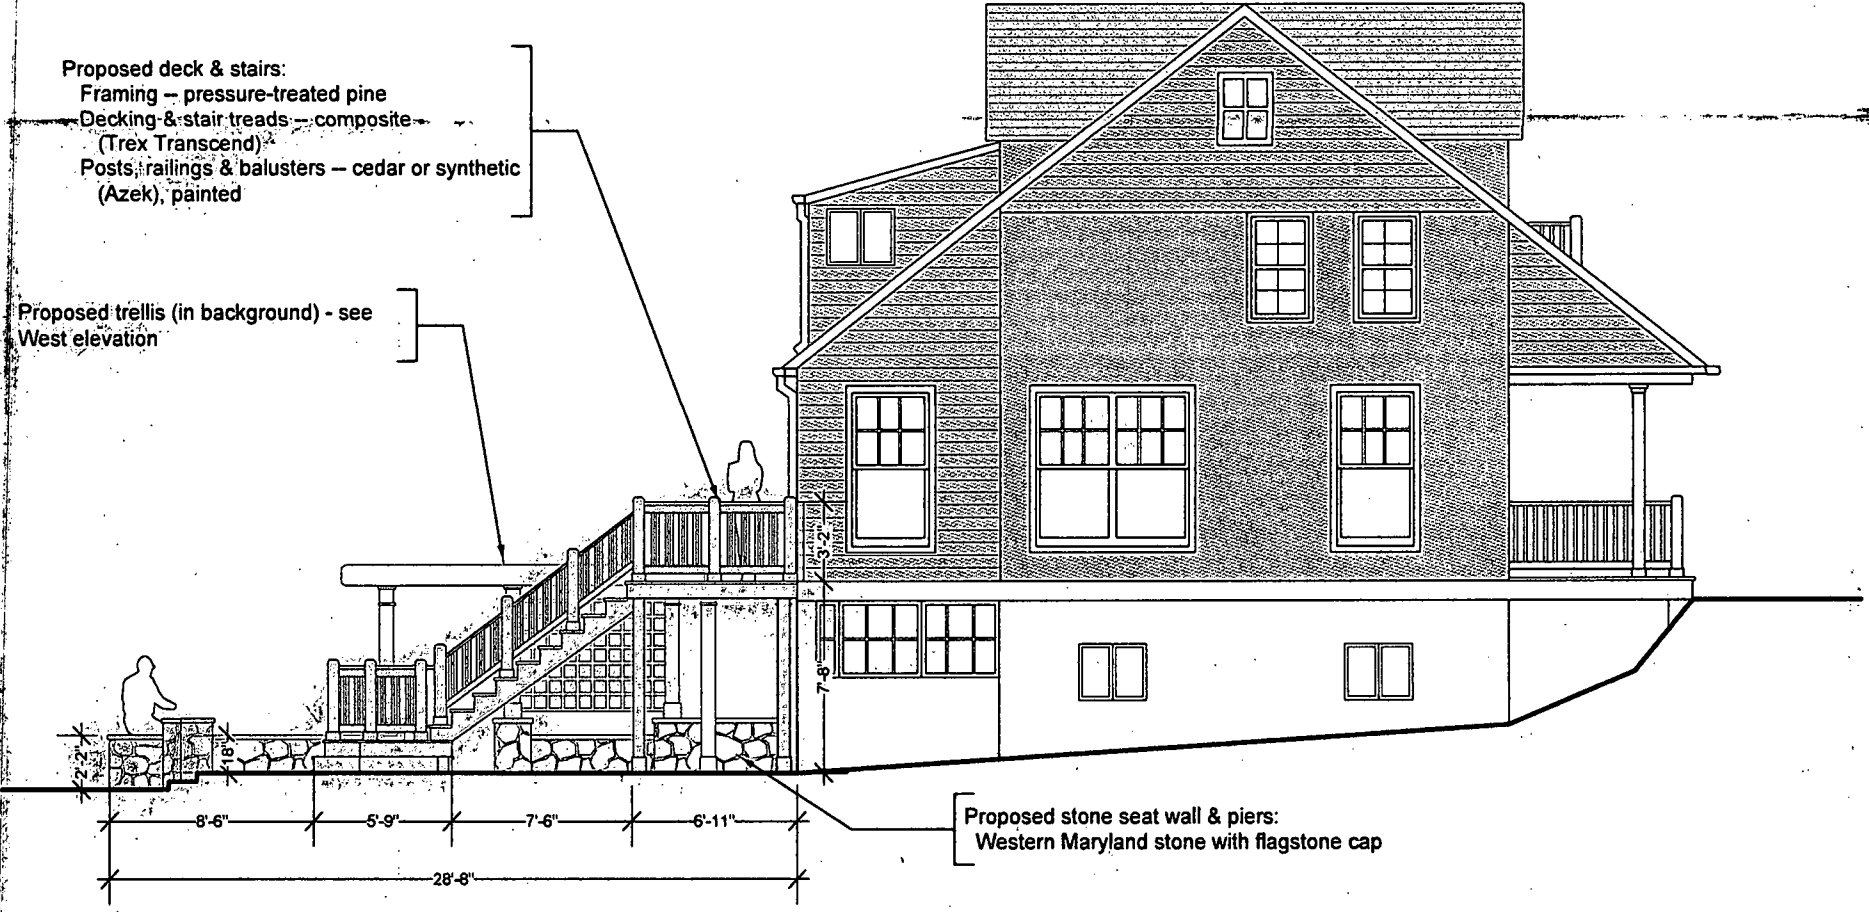 Proposed deck & stairs:
Framing -- pressure-treated pine
Decking & stair treads -- composite
(Trex Transcend)
Posts, railings & balusters -- cedar or synthetic
(Azek), painted
Proposed trellis (in background) - see
West elevation
3'-2"
7'-8"
2'-2"
18"
8'-6"
5'-9"
7'-6"
6'-11"
28'-8"
Proposed stone seat wall & piers:
Western Maryland stone with flagstone cap